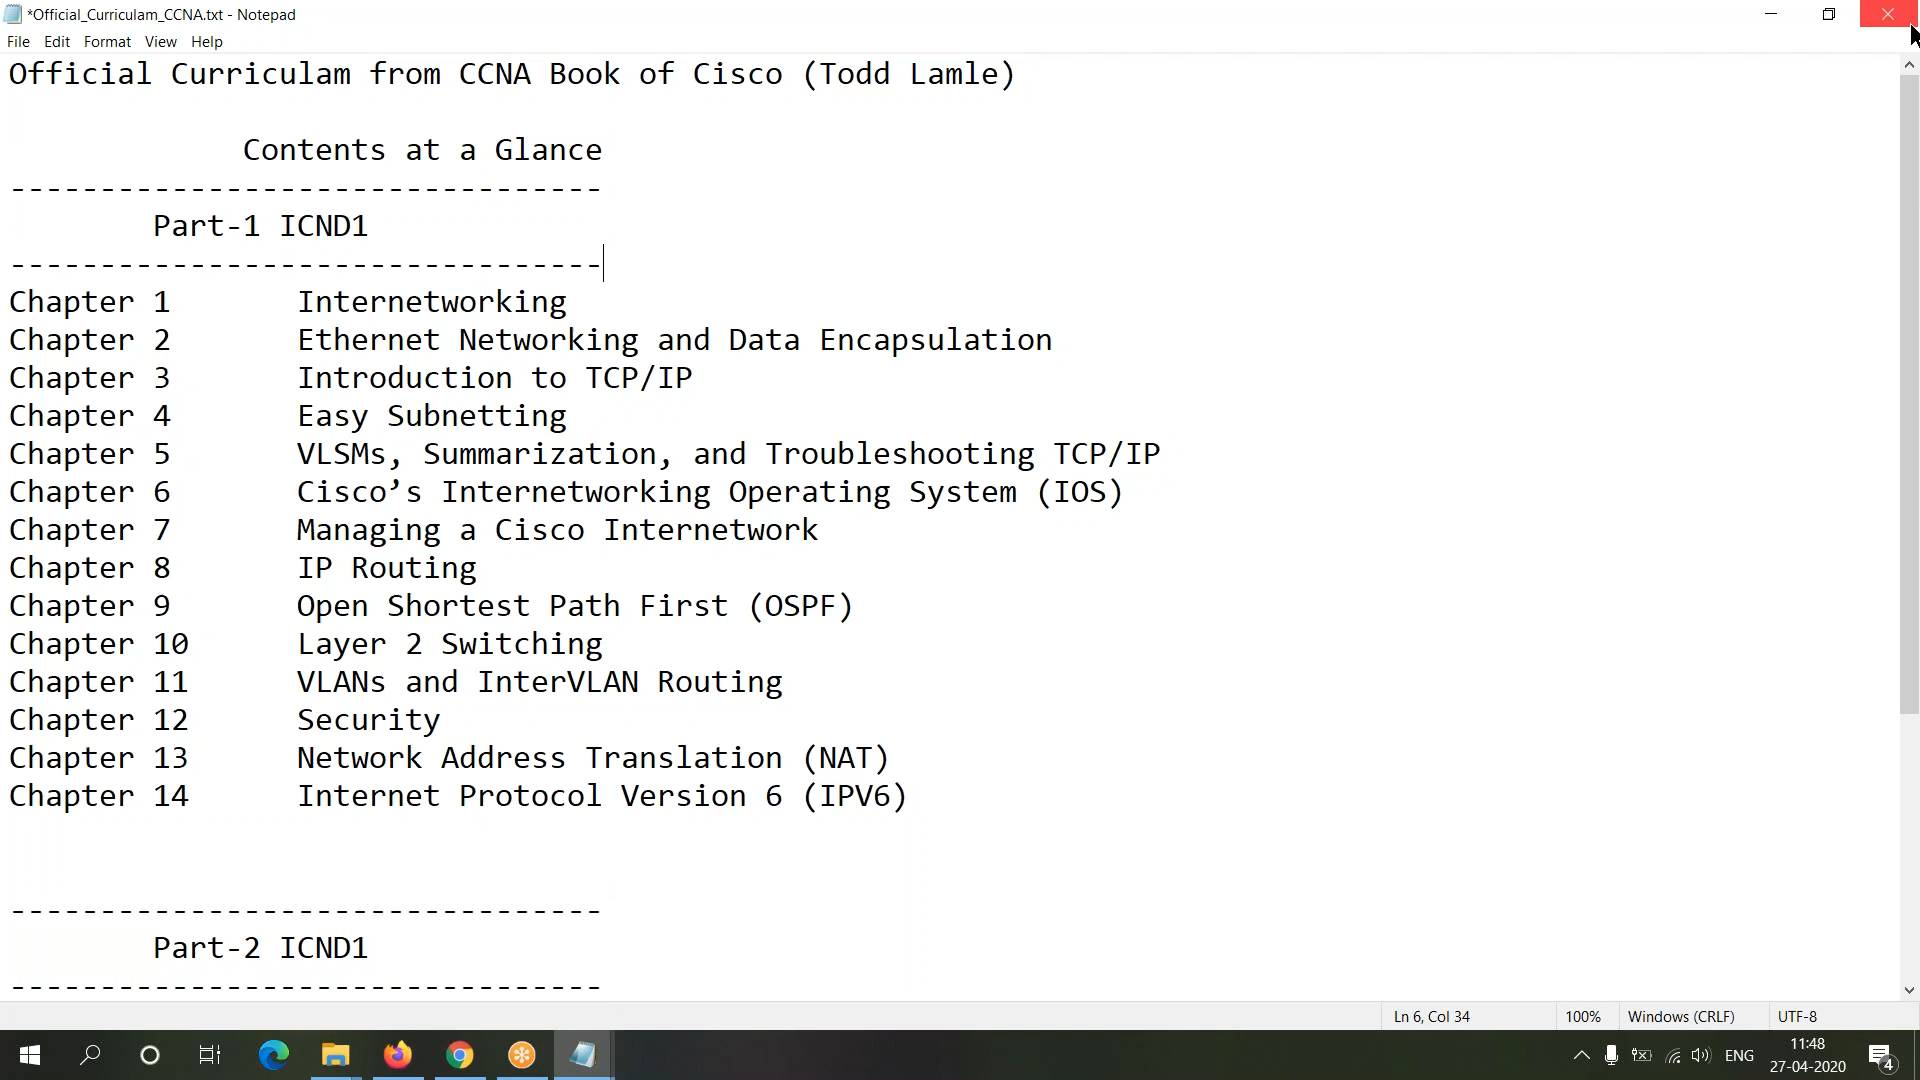 *Official_Curriculam_CCNA.txt - Notepad
File Edit Format View Help
Official Curriculam from CCNA Book of Cisco (Todd Lamle)
Contents at a Glance
---------------------------------
Part-1 ICND1
---------------------------------
Chapter 1 Internetworking
Chapter 2 Ethernet Networking and Data Encapsulation
Chapter 3 Introduction to TCP/IP
Chapter 4 Easy Subnetting
Chapter 5 VLSMs, Summarization, and Troubleshooting TCP/IP
Chapter 6 Cisco’s Internetworking Operating System (IOS)
Chapter 7 Managing a Cisco Internetwork
Chapter 8 IP Routing
Chapter 9 Open Shortest Path First (OSPF)
Chapter 10 Layer 2 Switching
Chapter 11 VLANs and InterVLAN Routing
Chapter 12 Security
Chapter 13 Network Address Translation (NAT)
Chapter 14 Internet Protocol Version 6 (IPV6)
---------------------------------
Part-2 ICND1
---------------------------------
Ln 6, Col 34 100% Windows (CRLF) UTF-8
ENG 11:48
27-04-2020 4